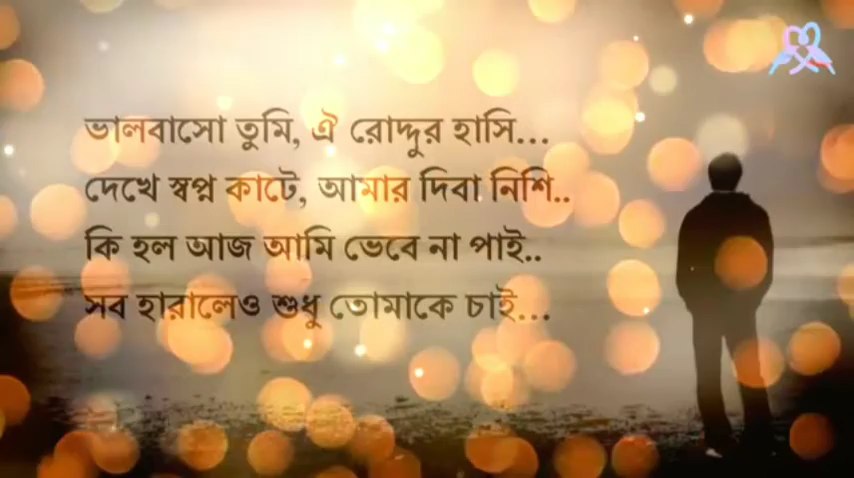 ভালবাসো তুমি, ঐ রোদ্দুর হাসি...
দেখে স্বপ্ন কাটে, আমার দিবা নিশি..
কি হল আজ আমি ভেবে না পাই..
সব হারালেও শুধু তোমাকে চাই...